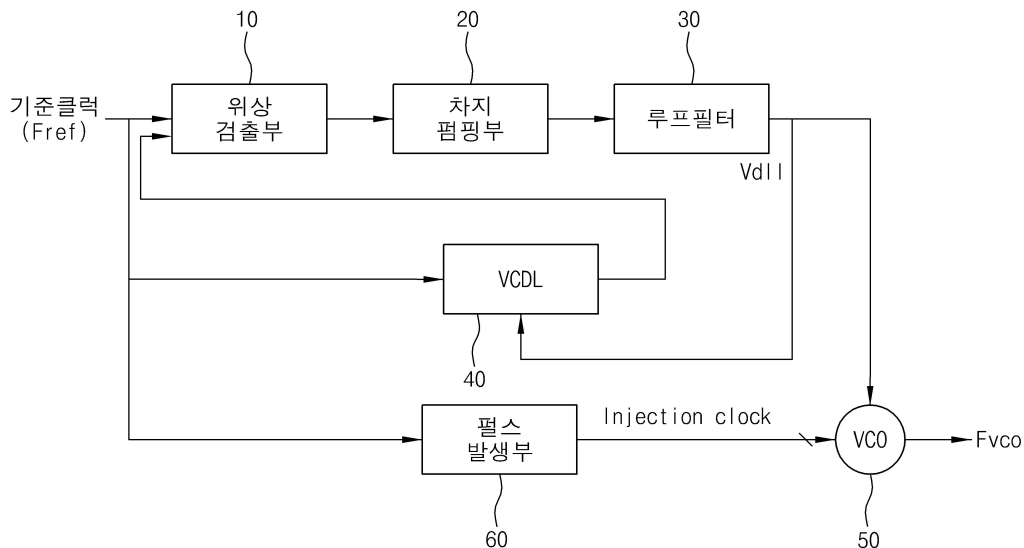 10
20
30
기준클럭
(Fref)
위상
검출부
차지
펌핑부
루프필터
Vdll
VCDL
40
펄스
발생부
Injection clock
VCO
Fvco
60
50